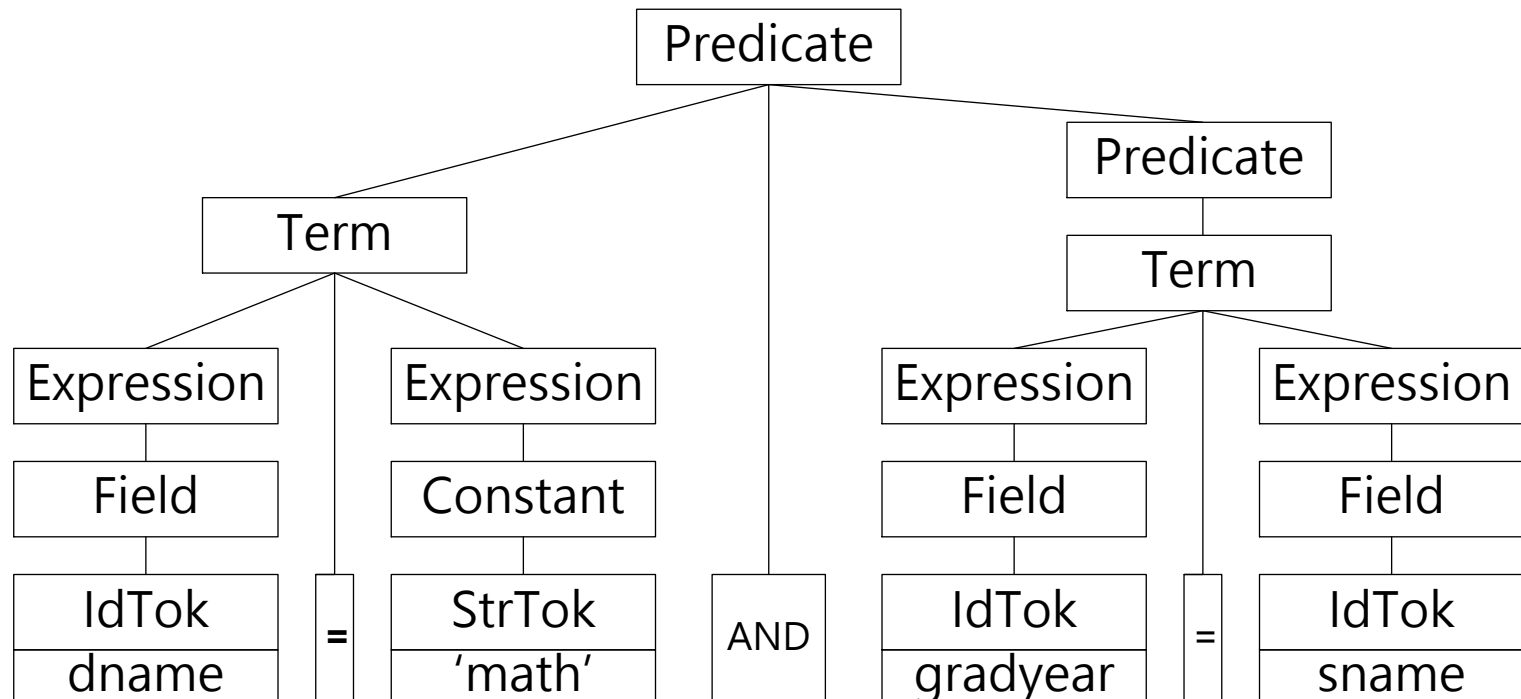 Predicate
Predicate
Term
Term
Expression Expression Expression Expression
Field Constant Field Field
IdTok = StrTok AND IdTok = IdTok
dname ‘math’ gradyear sname